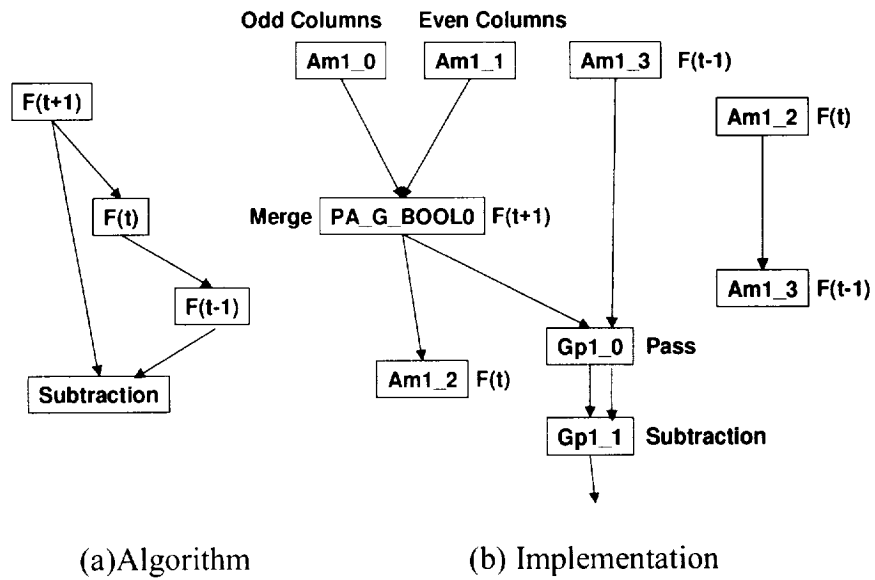 Odd Columns Even Columns
Am1_0 Am1_1 Am1_3 F(t-1)
F(t+1)
Am1_2 F(t)
F(t)
Merge PA_G_BOOL0 F(t+1)
Am1_3 F(t-1)
F(t-1)
Gp1_0 Pass
Am1_2 F(t)
Subtraction
Gp1_1 Subtraction
(a)Algorithm
(b) Implementation